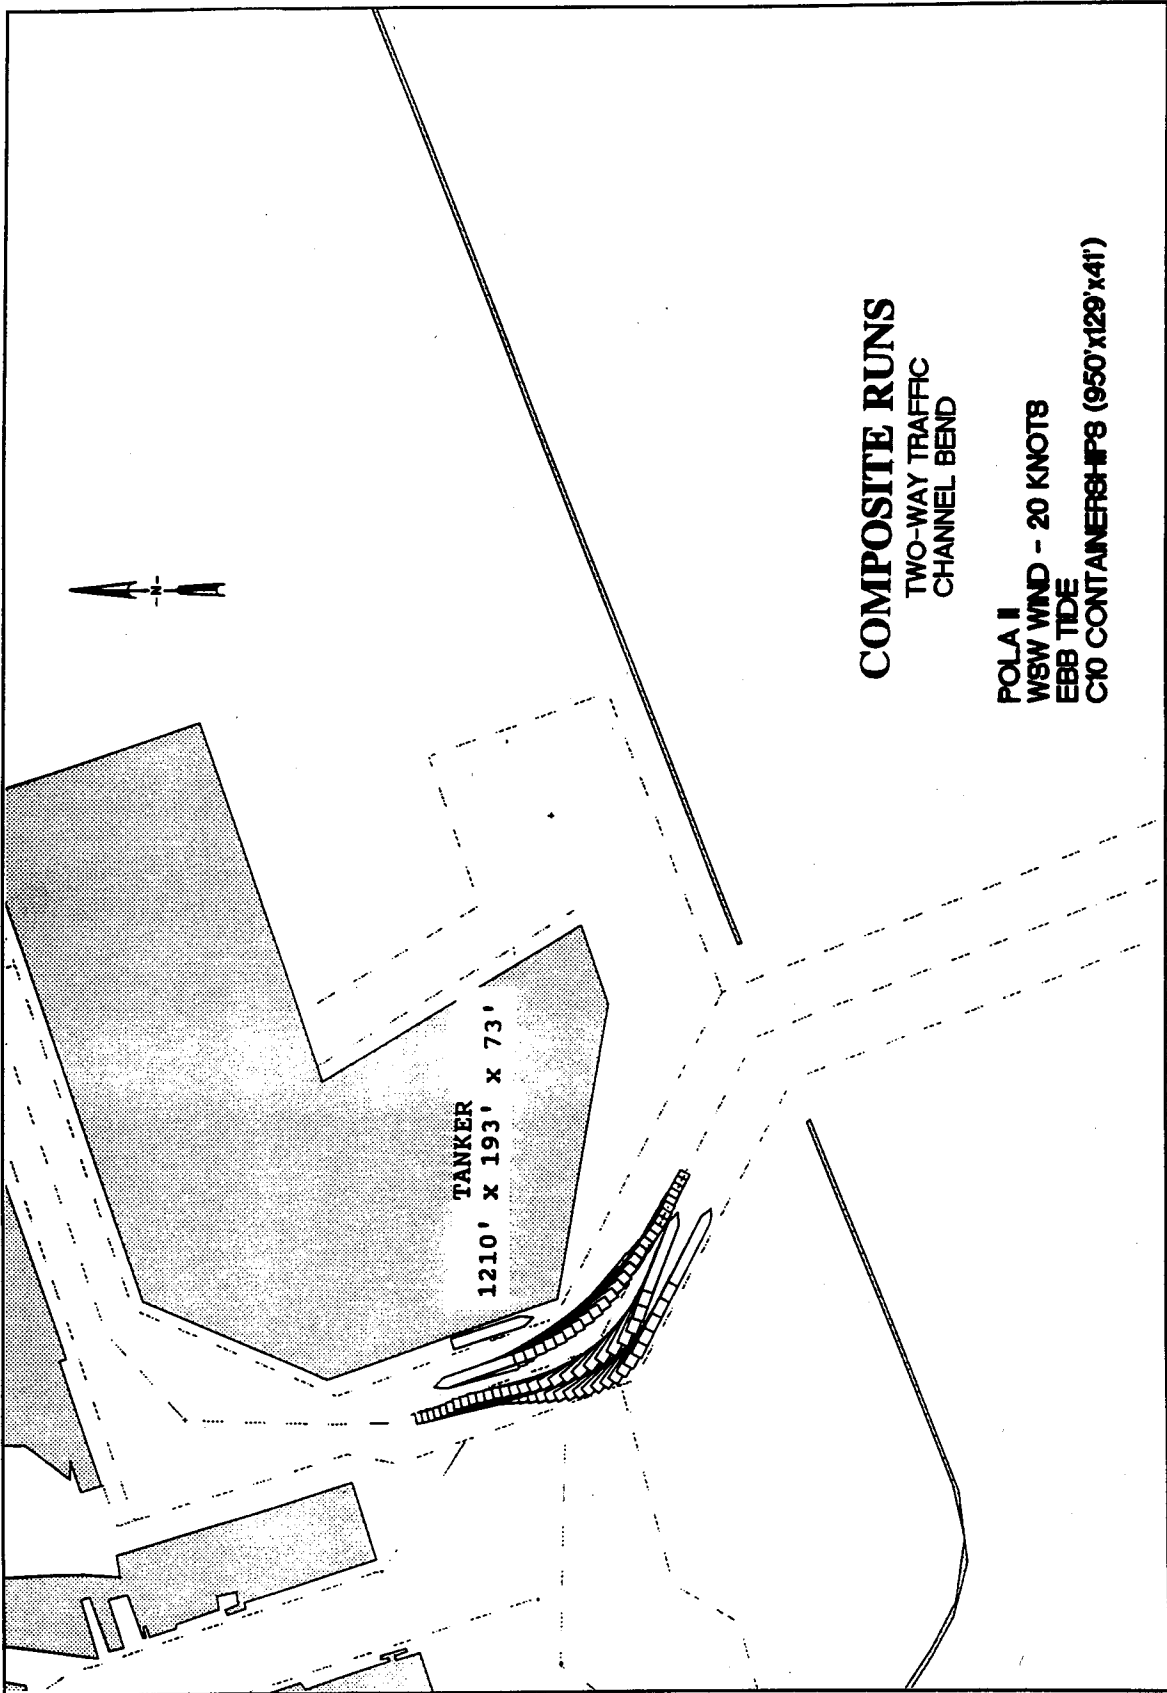 -N-
TANKER
1210' x 193' x 73'
COMPOSITE RUNS
TWO-WAY TRAFFIC
CHANNEL BEND
POLA II
WSW WIND - 20 KNOTS
EBB TIDE
C10 CONTAINERSHIPS (950'x129'x41')